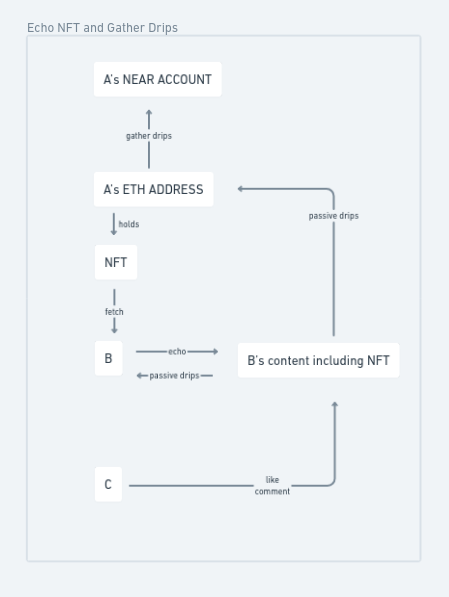 Echo NFT and Gather Drips
A's NEAR ACCOUNT
gather drips
A's ETH ADDRESS
passive drips
holds
NFT
fetch
B
echo
passive drips
B's content including NFT
C
like
comment